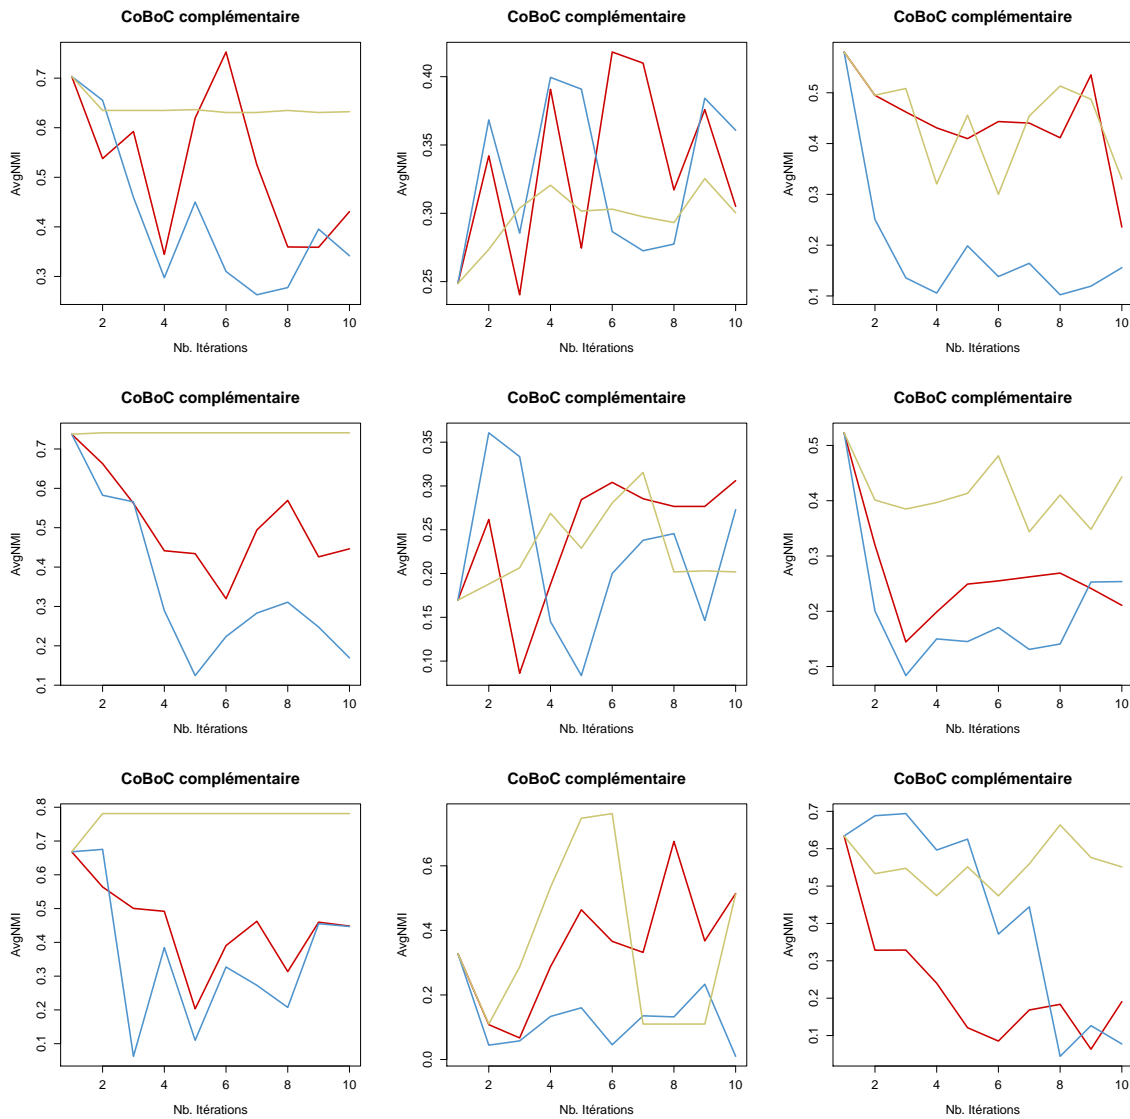 CoBoC complémentaire
CoBoC complémentaire
CoBoC complémentaire
AvgNMI
0.3 0.4 0.5 0.6 0.7
2 4 6 8 10
Nb. Itérations
AvgNMI
0.25 0.30 0.35 0.40
2 4 6 8 10
Nb. Itérations
AvgNMI
0.1 0.2 0.3 0.4 0.5
2 4 6 8 10
Nb. Itérations
CoBoC complémentaire
CoBoC complémentaire
CoBoC complémentaire
AvgNMI
0.1 0.2 0.3 0.4 0.5 0.6 0.7
2 4 6 8 10
Nb. Itérations
AvgNMI
0.10 0.15 0.20 0.25 0.30 0.35
2 4 6 8 10
Nb. Itérations
AvgNMI
0.1 0.2 0.3 0.4 0.5
2 4 6 8 10
Nb. Itérations
CoBoC complémentaire
CoBoC complémentaire
CoBoC complémentaire
AvgNMI
0.1 0.2 0.3 0.4 0.5 0.6 0.7 0.8
2 4 6 8 10
Nb. Itérations
AvgNMI
0.0 0.2 0.4 0.6
2 4 6 8 10
Nb. Itérations
AvgNMI
0.1 0.2 0.3 0.4 0.5 0.6 0.7
2 4 6 8 10
Nb. Itérations